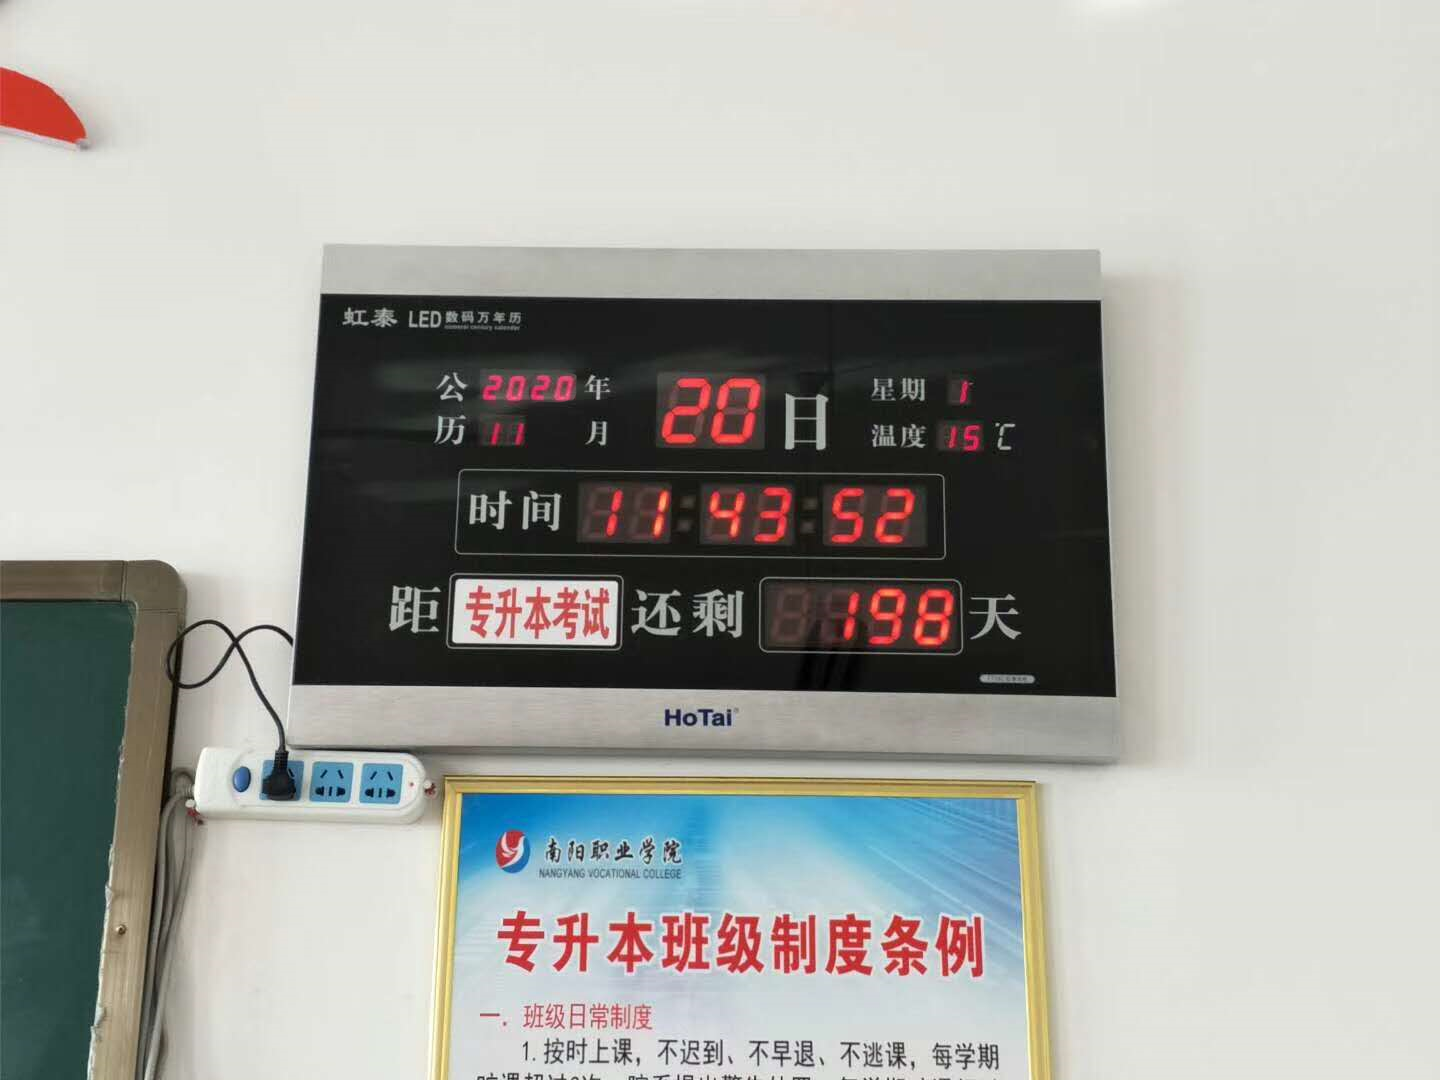 虹泰 LED 数码万年历
numeral century calendar
公 2020 年 20 日 星期 1
历 11 月 温度 15 ℃
时间 11:43:52
距 专升本考试 还剩 198 天
HoTai®
南阳职业学院
NANGYANG VOCATIONAL COLLEGE
专升本班级制度条例
一. 班级日常制度
1. 按时上课，不迟到、不早退、不逃课，每学期